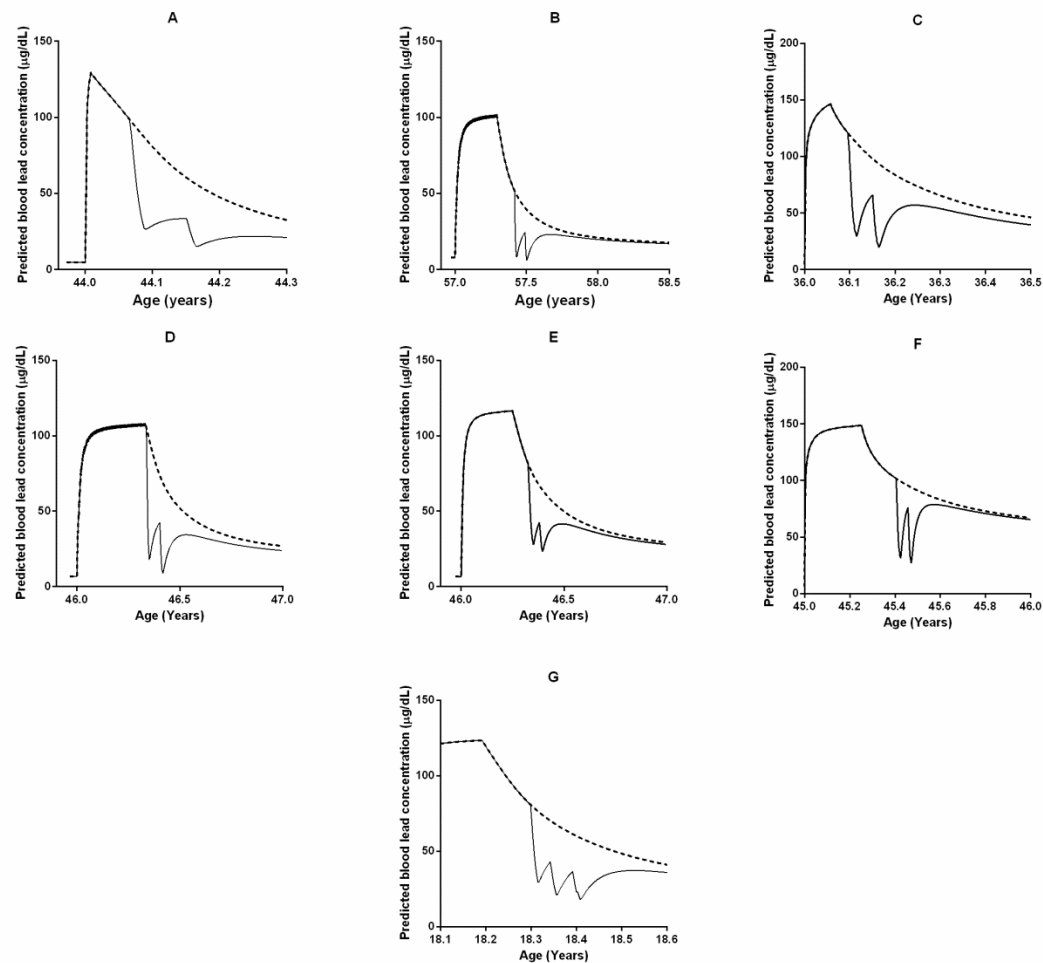 A
Predicted blood lead concentration (µg/dL)
150
100
50
0
44.0 44.1 44.2 44.3
Age (years)
B
Predicted blood lead concentration (µg/dL)
150
100
50
0
57.0 57.5 58.0 58.5
Age (years)
C
Predicted blood lead concentration (µg/dL)
200
150
100
50
0
36.0 36.1 36.2 36.3 36.4 36.5
Age (Years)
D
Predicted blood lead concentration (µg/dL)
150
100
50
0
46.0 46.5 47.0
Age (Years)
E
Predicted blood lead concentration (µg/dL)
150
100
50
0
46.0 46.5 47.0
Age (Years)
F
Predicted blood lead concentration (µg/dL)
200
150
100
50
0
45.0 45.2 45.4 45.6 45.8 46.0
Age (Years)
G
Predicted blood lead concentration (µg/dL)
150
100
50
0
18.1 18.2 18.3 18.4 18.5 18.6
Age (Years)